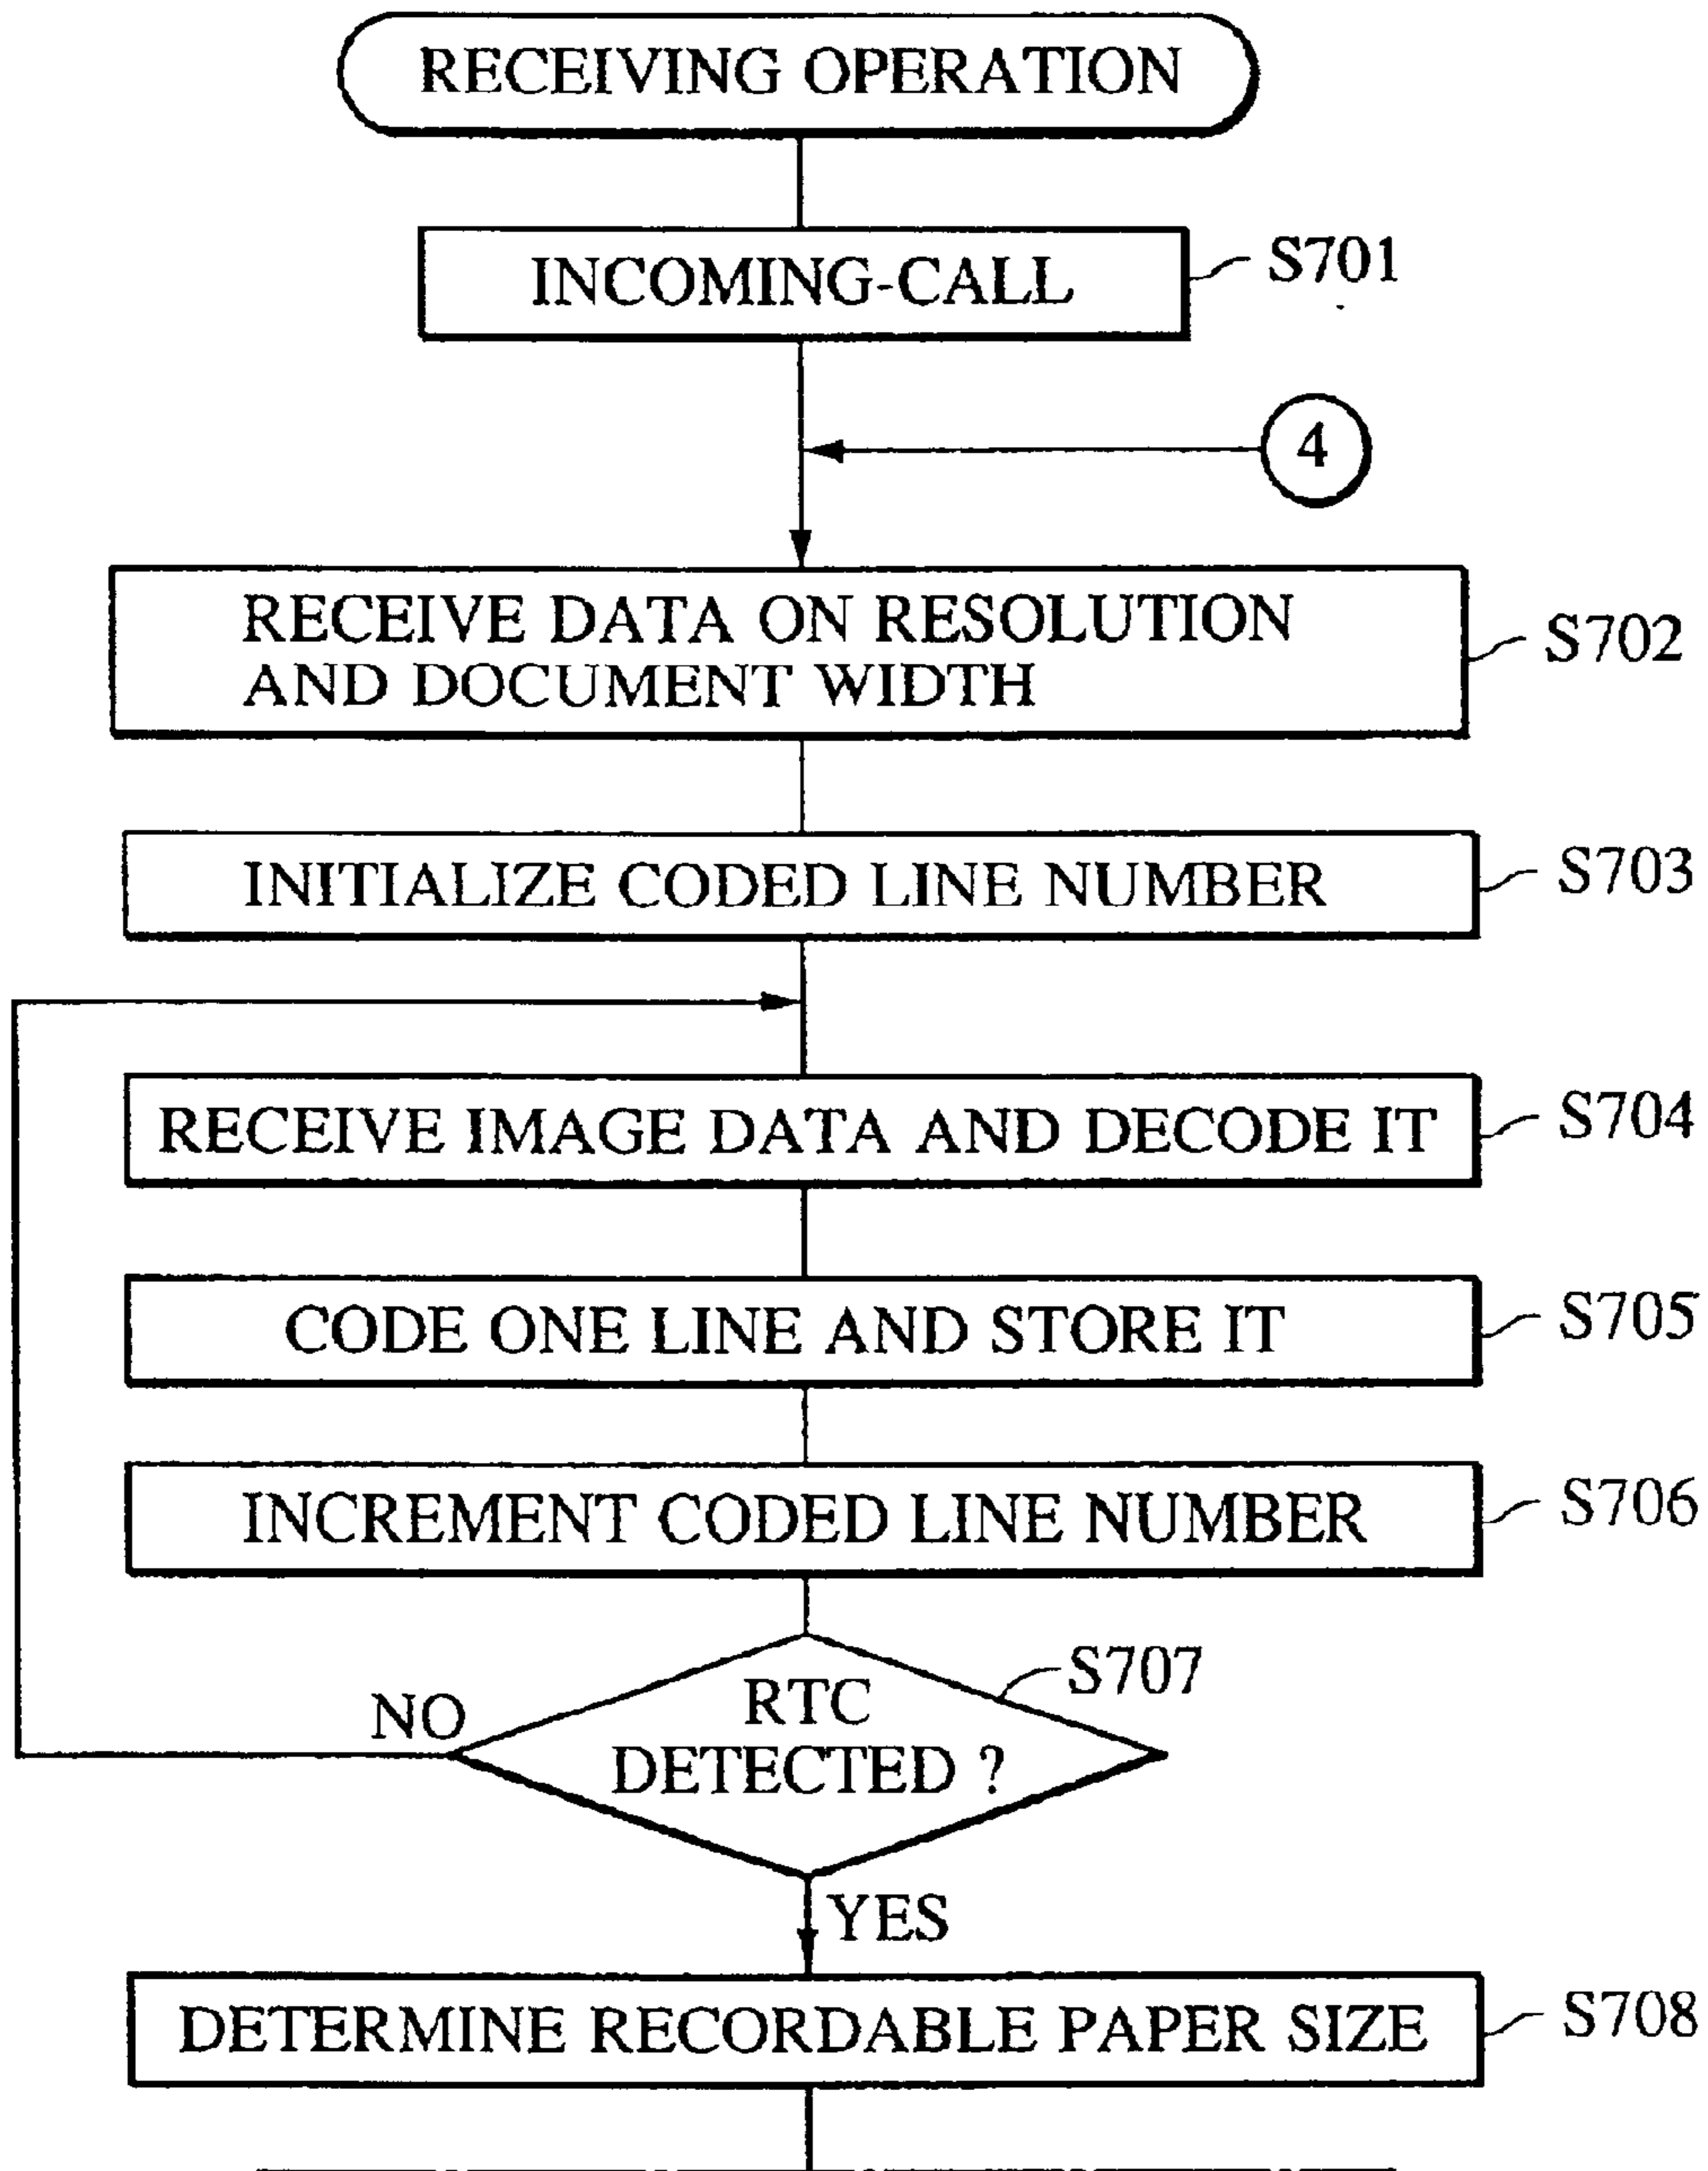 RECEIVING OPERATION
INCOMING-CALL
S701
4
RECEIVE DATA ON RESOLUTION
AND DOCUMENT WIDTH
S702
INITIALIZE CODED LINE NUMBER
S703
RECEIVE IMAGE DATA AND DECODE IT
S704
CODE ONE LINE AND STORE IT
S705
INCREMENT CODED LINE NUMBER
S706
S707
NO
RTC
DETECTED ?
YES
DETERMINE RECORDABLE PAPER SIZE
S708